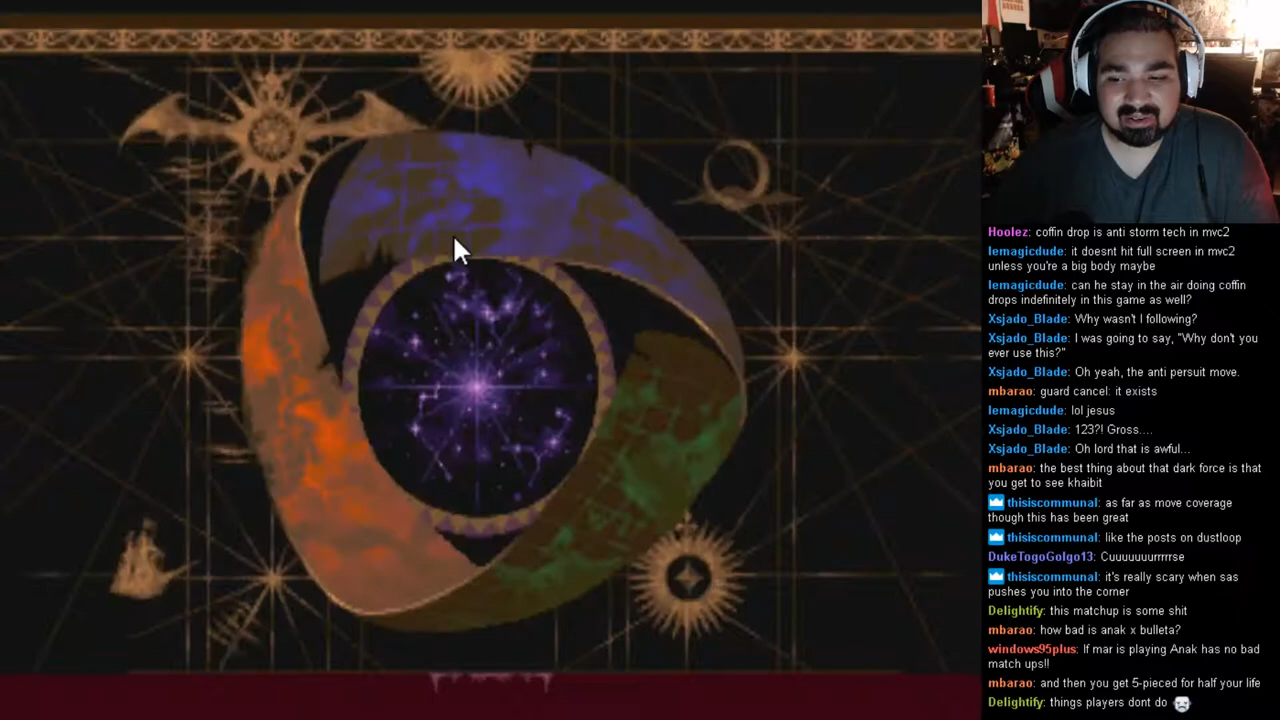 Hoolez: coffin drop is anti storm tech in mvc2
lemagicdude: it doesnt hit full screen in mvc2
unless you're a big body maybe
lemagicdude: can he stay in the air doing coffin
drops indefinitely in this game as well?
Xsjado_Blade: Why wasn't I following?
Xsjado_Blade: I was going to say, "Why don't you
ever use this?"
Xsjado_Blade: Oh yeah, the anti persuit move.
mbarao: guard cancel: it exists
lemagicdude: lol jesus
Xsjado_Blade: 123?! Gross....
Xsjado_Blade: Oh lord that is awful...
mbarao: the best thing about that dark force is that
you get to see khaibit
thisiscommunal: as far as move coverage
though this has been great
thisiscommunal: like the posts on dustloop
DukeTogoGolgo13: Cuuuuuurrrrrse
thisiscommunal: it's really scary when sas
pushes you into the corner
Delightify: this matchup is some shit
mbarao: how bad is anak x bulleta?
windows95plus: If mar is playing Anak has no bad
match ups!!
mbarao: and then you get 5-pieced for half your life
Delightify: things players dont do